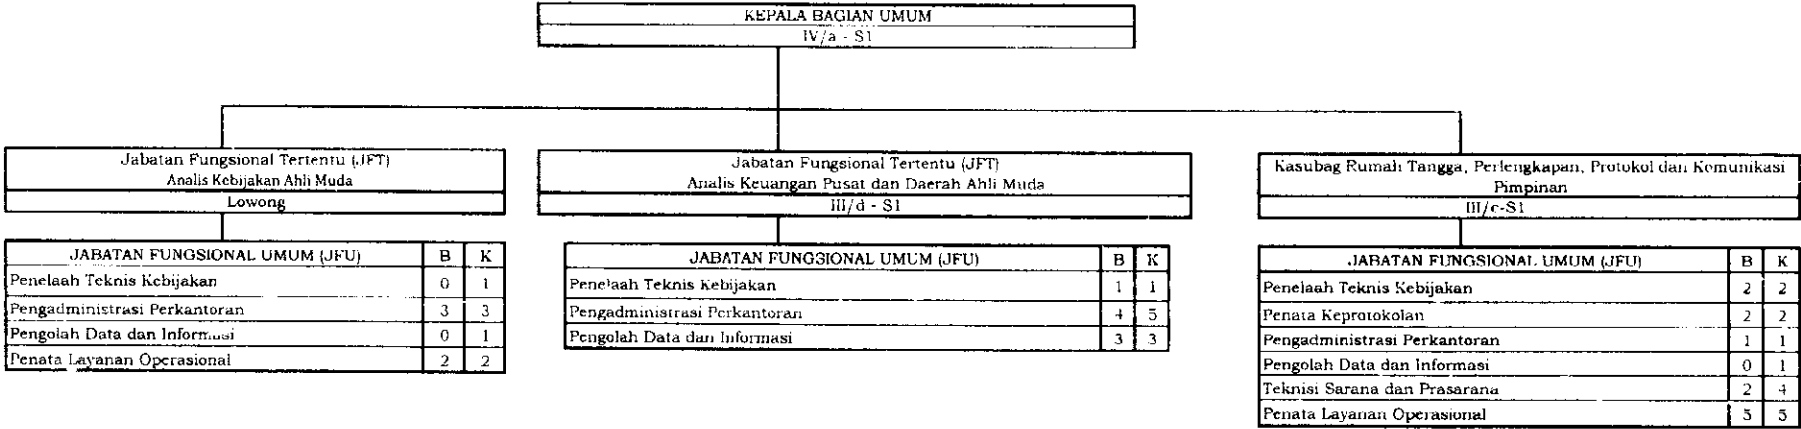 KEPALA BAGIAN UMUM
IV/a - S1
Jabatan Fungsional Tertentu (JFT)
Analis Kebijakan Ahli Muda
Lowong
JABATAN FUNGSIONAL UMUM (JFU) B K
Penelaah Teknis Kebijakan 0 1
Pengadministrasi Perkantoran 3 3
Pengolah Data dan Informasi 0 1
Penata Layanan Operasional 2 2
Jabatan Fungsional Tertentu (JFT)
Analis Keuangan Pusat dan Daerah Ahli Muda
III/d - S1
JABATAN FUNGSIONAL UMUM (JFU) B K
Penelaah Teknis Kebijakan 1 1
Pengadministrasi Perkantoran 4 5
Pengolah Data dan Informasi 3 3
Kasubag Rumah Tangga, Perlengkapan, Protokol dan Komunikasi
Pimpinan
III/c-S1
JABATAN FUNGSIONAL UMUM (JFU) B K
Penelaah Teknis Kebijakan 2 2
Penata Keprotokolan 2 2
Pengadministrasi Perkantoran 1 1
Pengolah Data dan Informasi 0 1
Teknisi Sarana dan Prasarana 2 4
Penata Layanan Operasional 5 5